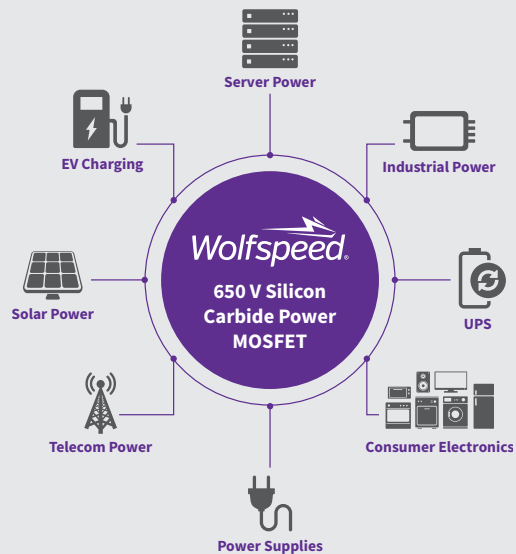 Server Power
EV Charging
Industrial Power
Wolfspeed®
650 V Silicon
Carbide Power
MOSFET
Solar Power
UPS
Telecom Power
Consumer Electronics
Power Supplies